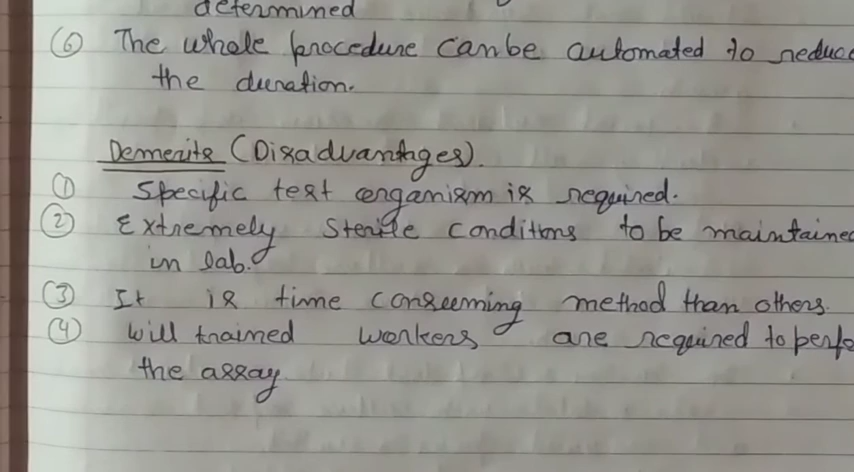 determined
⑥ The whole procedure can be automated to reduc
the duration.
Demerits (Disadvantages).
① Specific test organism is required.
② Extremely sterile conditions to be maintaine
in lab.
③ It is time consuming method than others.
④ Will trained workers are required to perfo
the assay